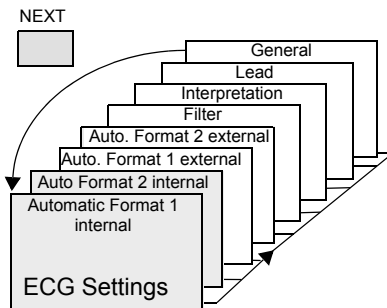 NEXT
General
Lead
Interpretation
Filter
Auto. Format 2 external
Auto. Format 1 external
Auto Format 2 internal
Automatic Format 1
internal
ECG Settings